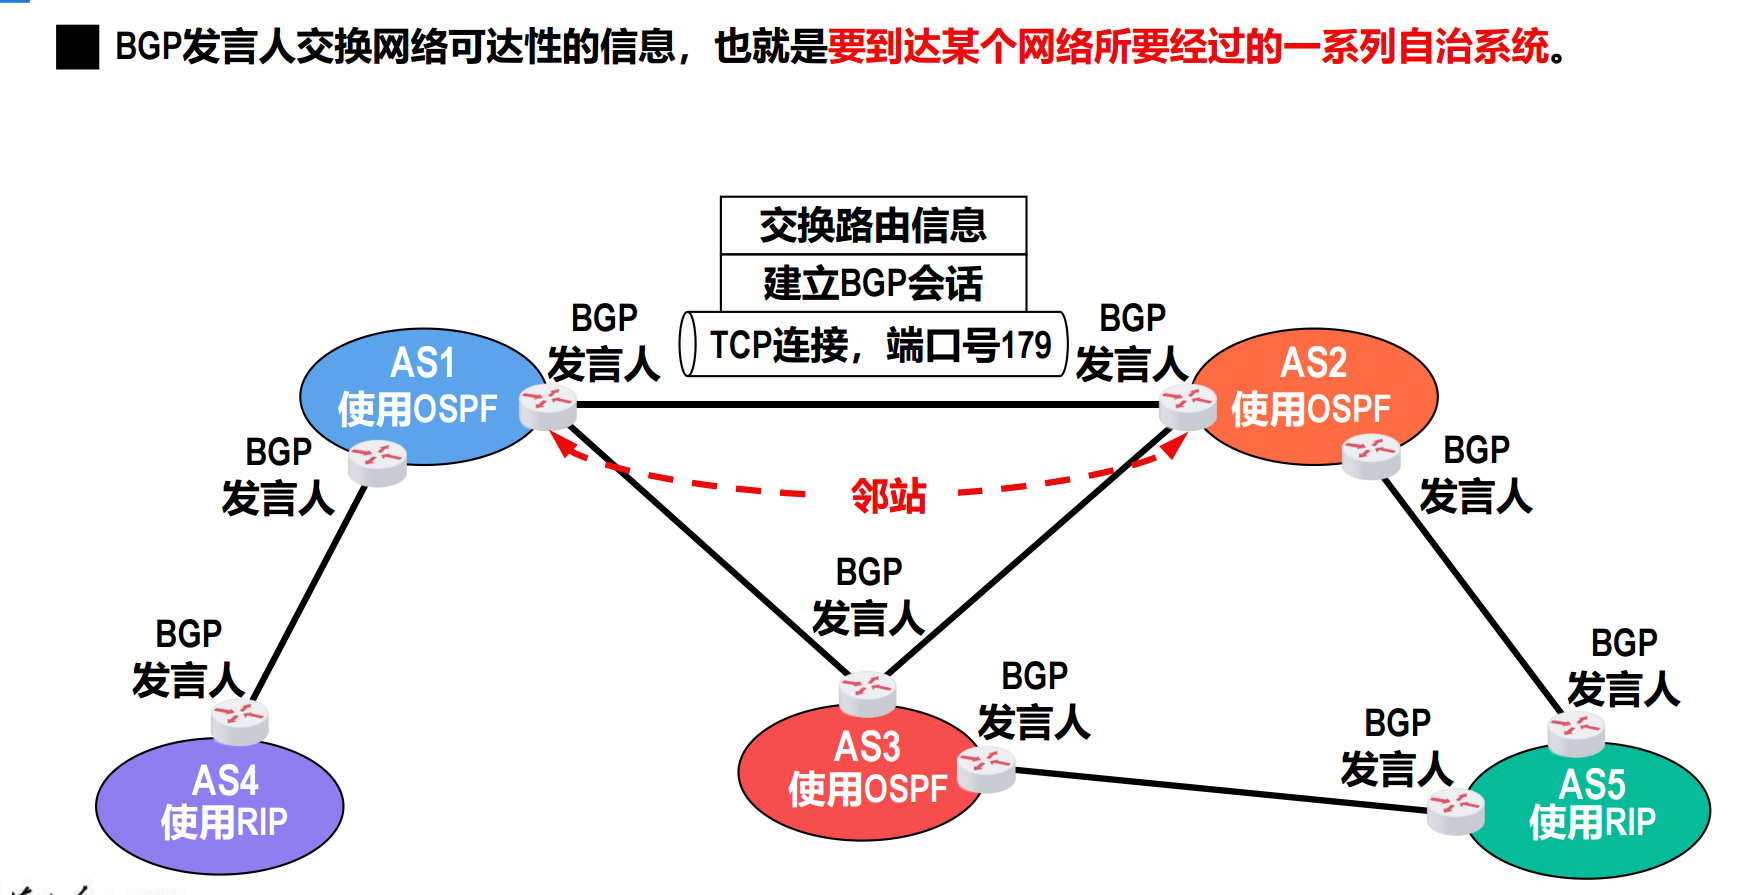 BGP发言人交换网络可达性的信息，也就是要到达某个网络所要经过的一系列自治系统。
交换路由信息
建立BGP会话
TCP连接，端口号179
BGP
发言人
BGP
发言人
AS1
使用OSPF
AS2
使用OSPF
BGP
发言人
BGP
发言人
邻站
BGP
发言人
BGP
发言人
BGP
发言人
BGP
发言人
BGP
发言人
AS3
使用OSPF
AS4
使用RIP
AS5
使用RIP